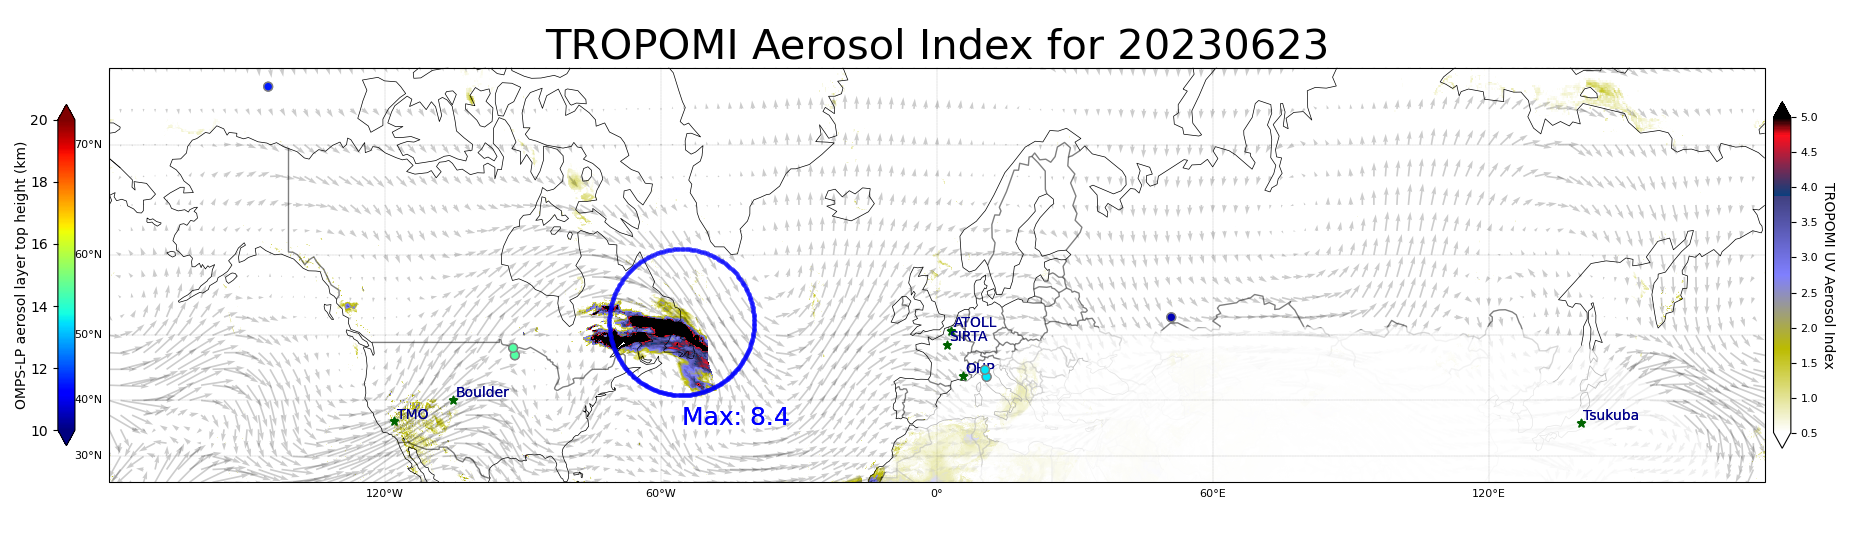 TROPOMI Aerosol Index for 20230623
OMPS-LP aerosol layer top height (km)
20
18
16
14
12
10
70°N
60°N
50°N
40°N
30°N
120°W
60°W
0°
60°E
120°E
ATOLL
SIRTA
OHP
Boulder
TMO
Tsukuba
Max: 8.4
5.0
4.5
4.0
3.5
3.0
2.5
2.0
1.5
1.0
0.5
TROPOMI UV Aerosol Index